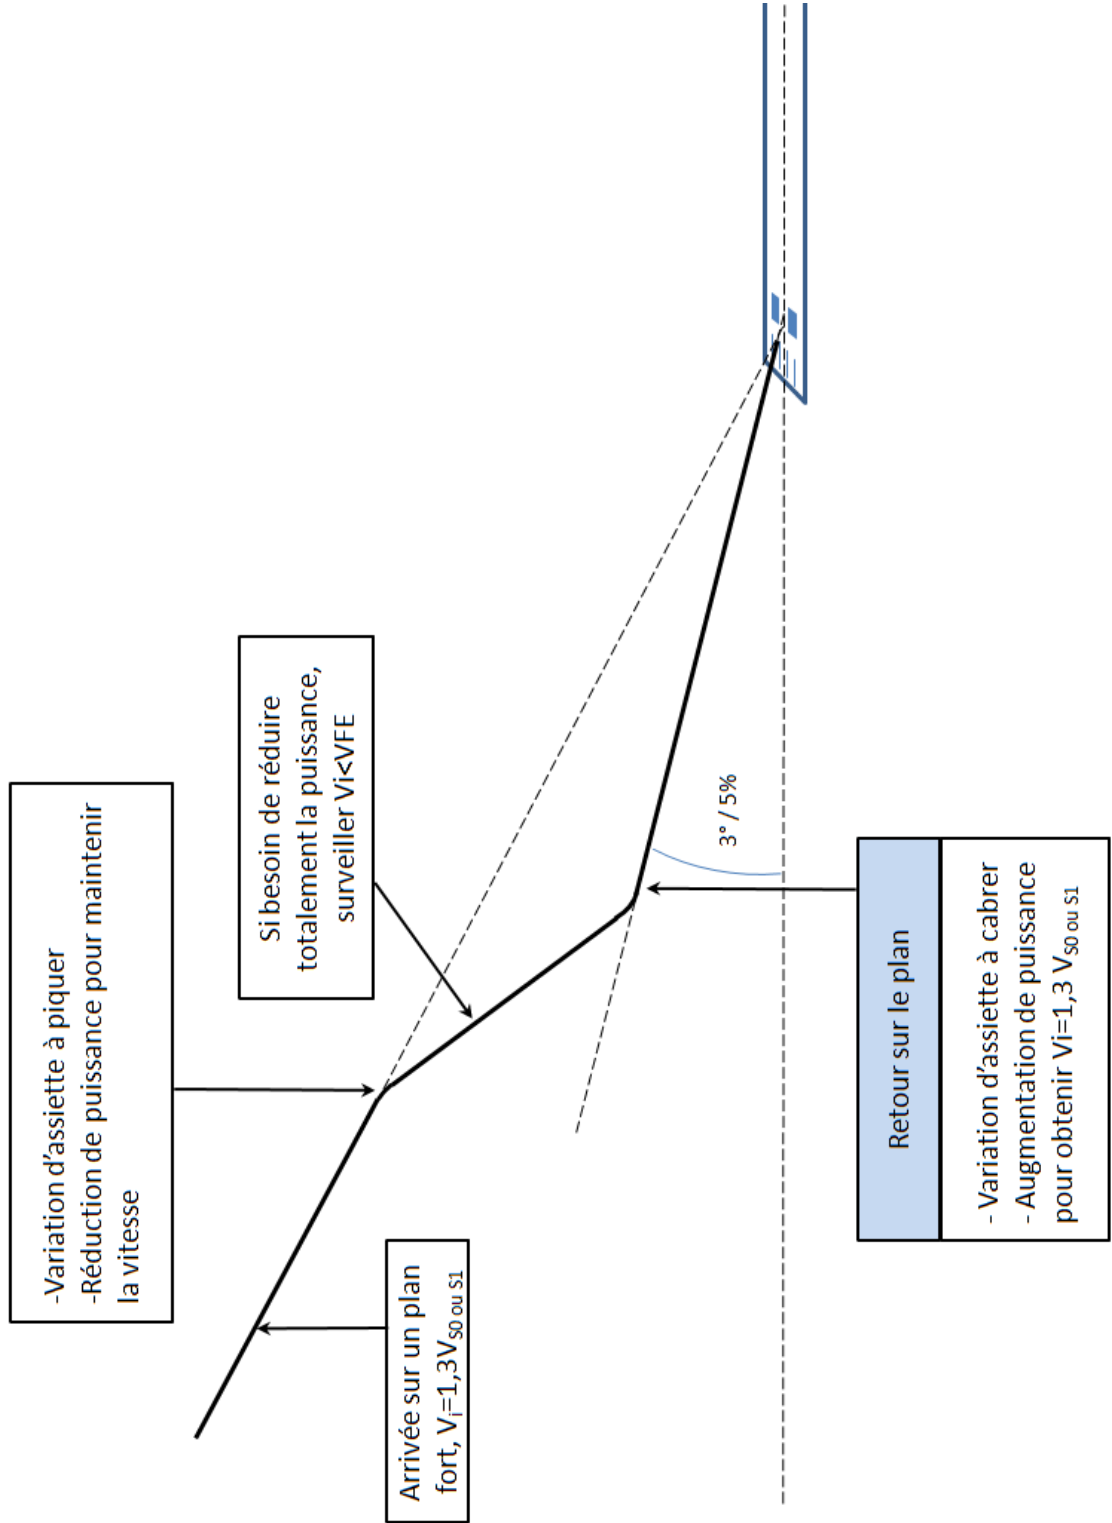 -Variation d'assiette à piquer
-Réduction de puissance pour maintenir
la vitesse
Si besoin de réduire
totalement la puissance,
surveiller Vi<VFE
Arrivée sur un plan
fort, Vi=1,3VS0 ou S1
3° / 5%
Retour sur le plan
- Variation d'assiette à cabrer
- Augmentation de puissance
pour obtenir Vi=1,3 VS0 ou S1